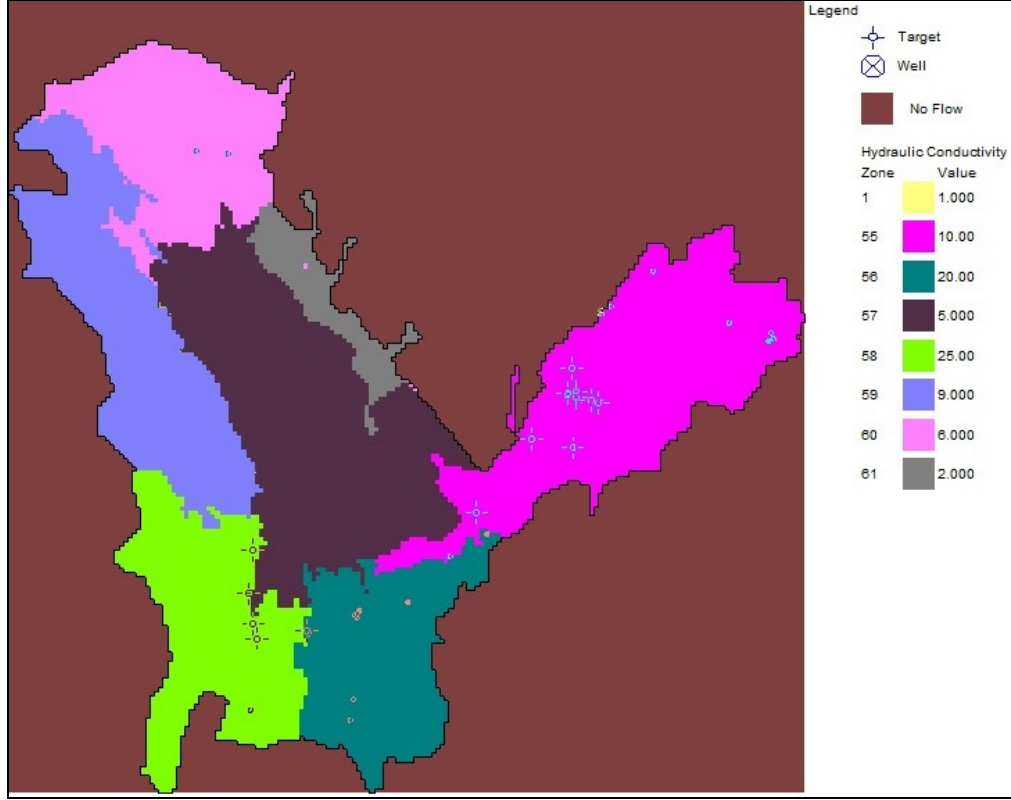 Legend
Target
Well
No Flow
Hydraulic Conductivity
Zone Value
1 1.000
55 10.00
56 20.00
57 5.000
58 25.00
59 9.000
60 6.000
61 2.000